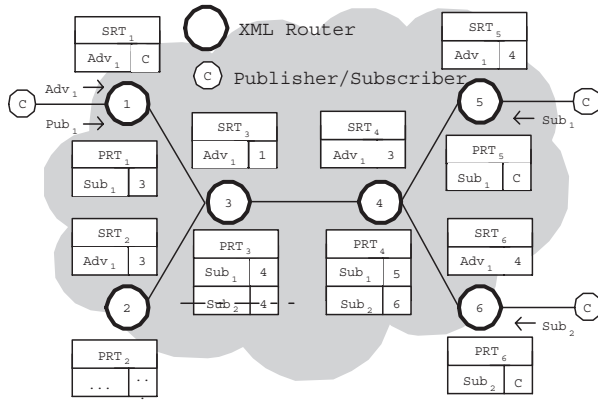 SRT1
Adv1 C
XML Router
C Publisher/Subscriber
SRT5
Adv1 4
C
Adv1
Pub1
1
5
C
Sub1
SRT3
Adv1 1
SRT4
Adv1 3
PRT1
Sub1 3
PRT5
Sub1 C
3
4
SRT2
Adv1 3
PRT3
Sub1 4
Sub2 4
PRT4
Sub1 5
Sub2 6
SRT6
Adv1 4
2
6
C
Sub2
PRT2
... ..
PRT6
Sub2 C